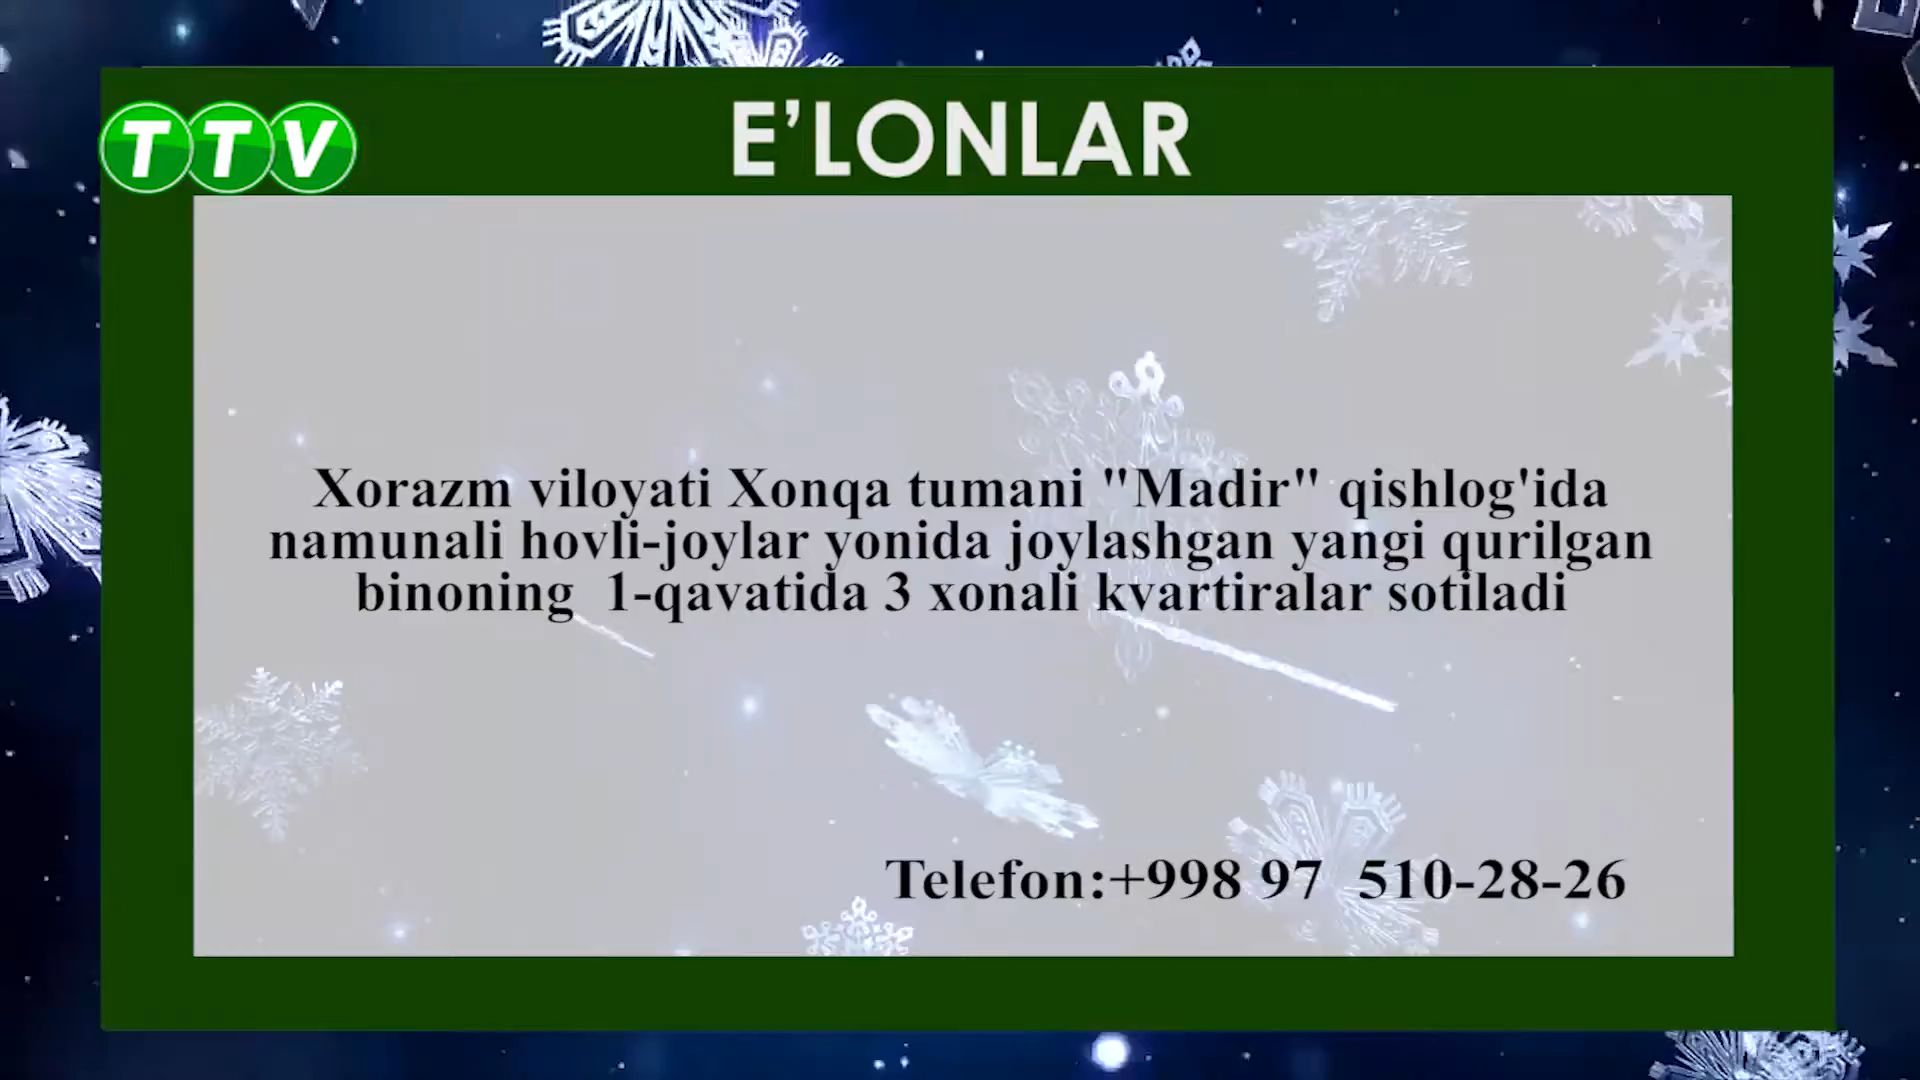 TTV
E’LONLAR
Xorazm viloyati Xonqa tumani "Madir" qishlog'ida
namunali hovli-joylar yonida joylashgan yangi qurilgan
binoning  1-qavatida 3 xonali kvartiralar sotiladi
Telefon:+998 97  510-28-26